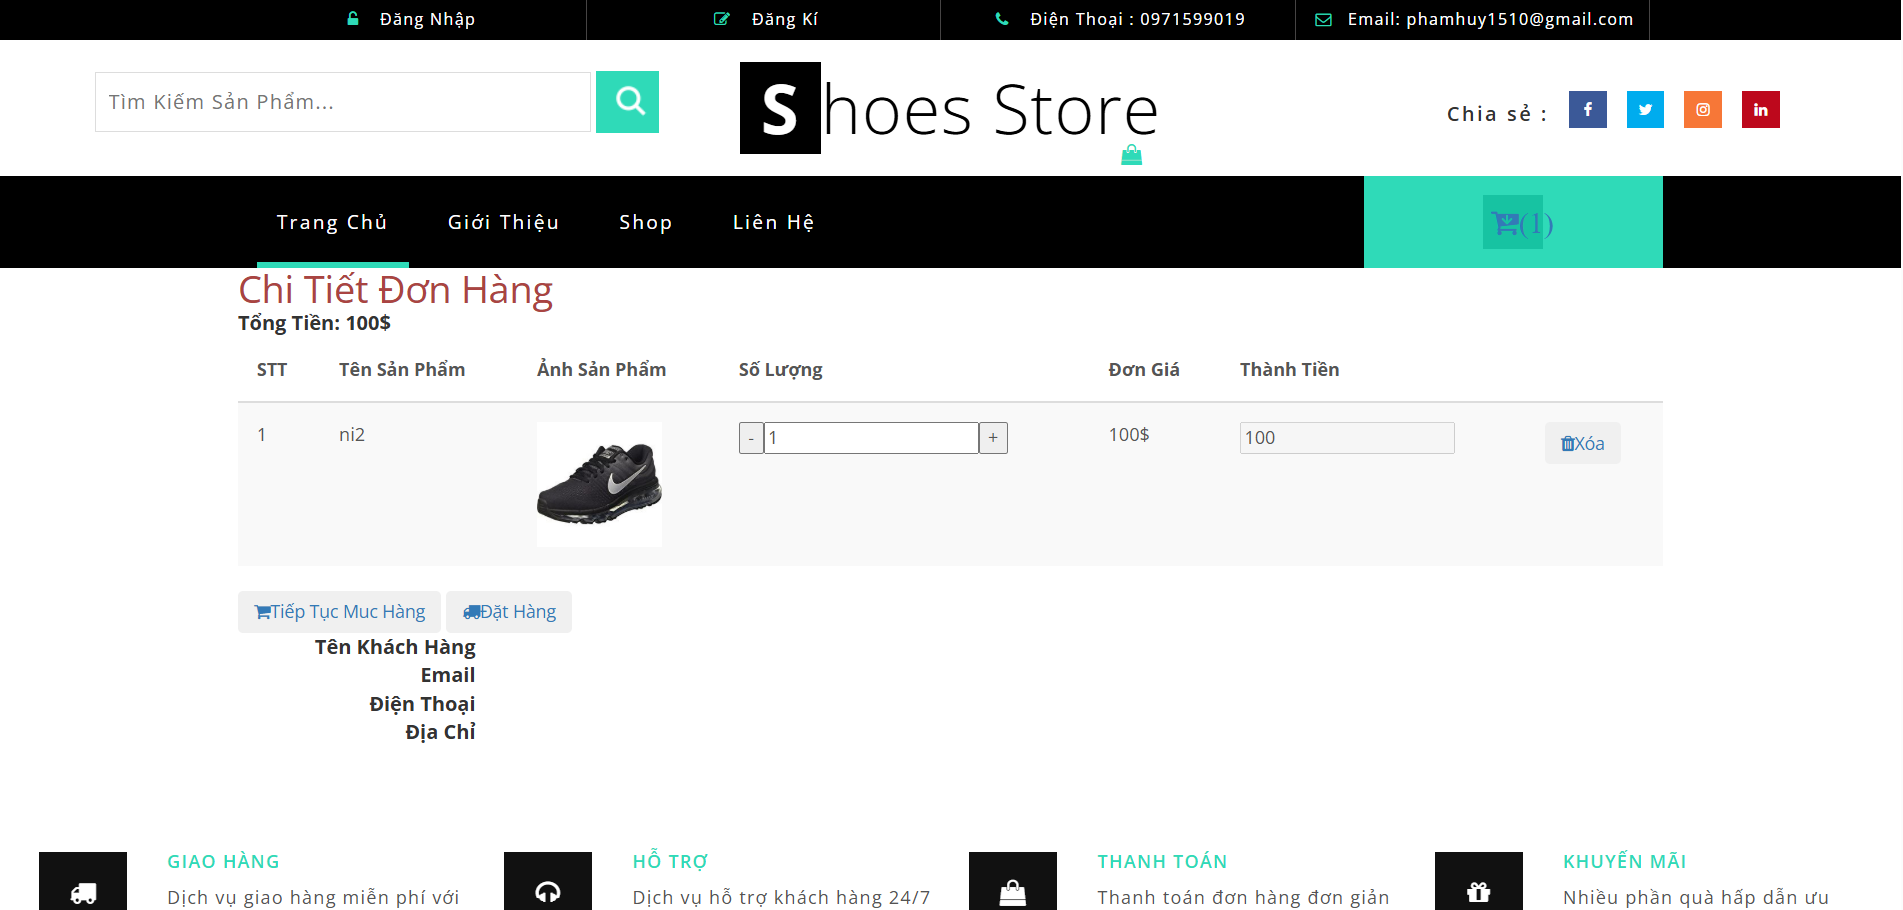 Đăng Nhập
Đăng Kí
Điện Thoại : 0971599019
Email: phamhuy1510@gmail.com
Tìm Kiếm Sản Phẩm...
Shoes Store
Chia sẻ :
Trang Chủ
Giới Thiệu
Shop
Liên Hệ
(1)
Chi Tiết Đơn Hàng
Tổng Tiền: 100$
STT
Tên Sản Phẩm
Ảnh Sản Phẩm
Số Lượng
Đơn Giá
Thành Tiền
1
ni2
-
1
+
100$
100
Xóa
Tiếp Tục Muc Hàng
Đặt Hàng
Tên Khách Hàng
Email
Điện Thoại
Địa Chỉ
GIAO HÀNG
Dịch vụ giao hàng miễn phí với
HỖ TRỢ
Dịch vụ hỗ trợ khách hàng 24/7
THANH TOÁN
Thanh toán đơn hàng đơn giản
KHUYẾN MÃI
Nhiều phần quà hấp dẫn ưu